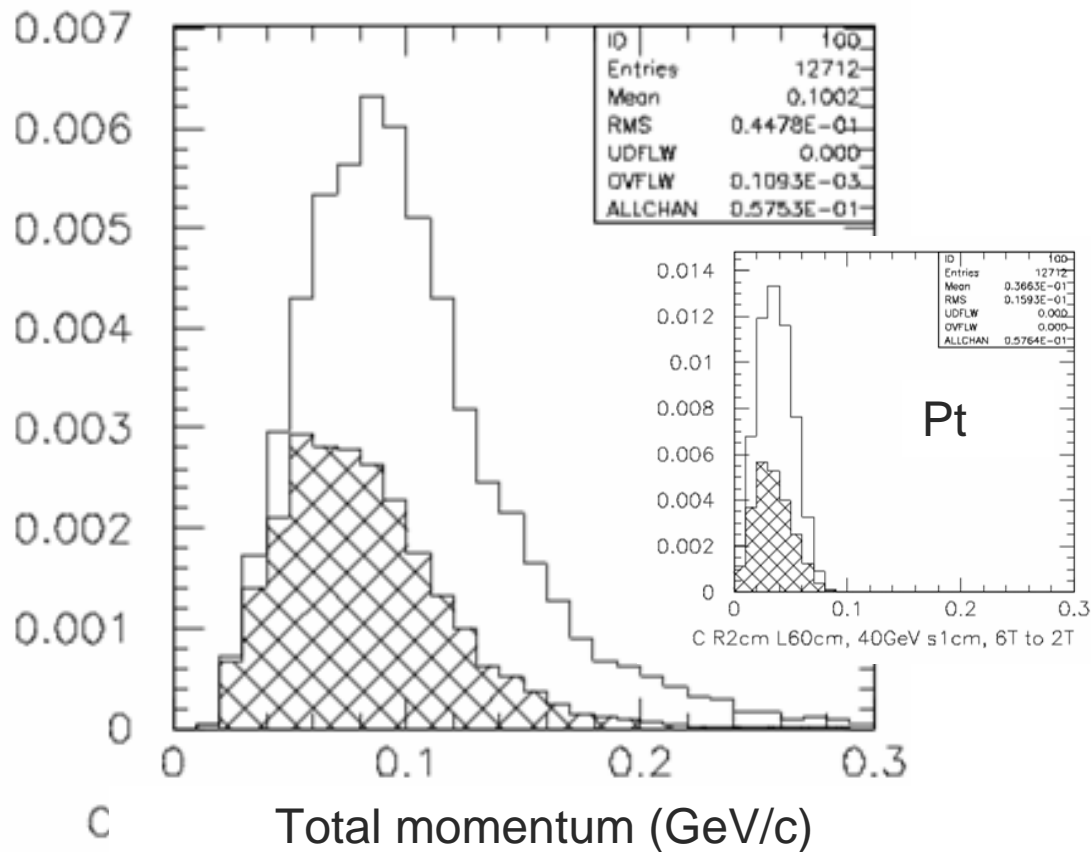 0.007
0.006
0.005
0.004
0.003
0.002
0.001
0
0 0.1 0.2 0.3
ID 100
Entries 12712
Mean 0.1002
RMS 0.4478E-01
UDFLW 0.000
OVFLW 0.1093E-03
ALLCHAN 0.5753E-01
C
Total momentum (GeV/c)
0.014
0.012
0.01
0.008
0.006
0.004
0.002
0
0 0.1 0.2 0.3
ID 100
Entries 12712
Mean 0.3663E-01
RMS 0.1593E-01
UDFLW 0.000
OVFLW 0.000
ALLCHAN 0.5764E-01
Pt
C R2cm L60cm, 40GeV s1cm, 6T to 2T